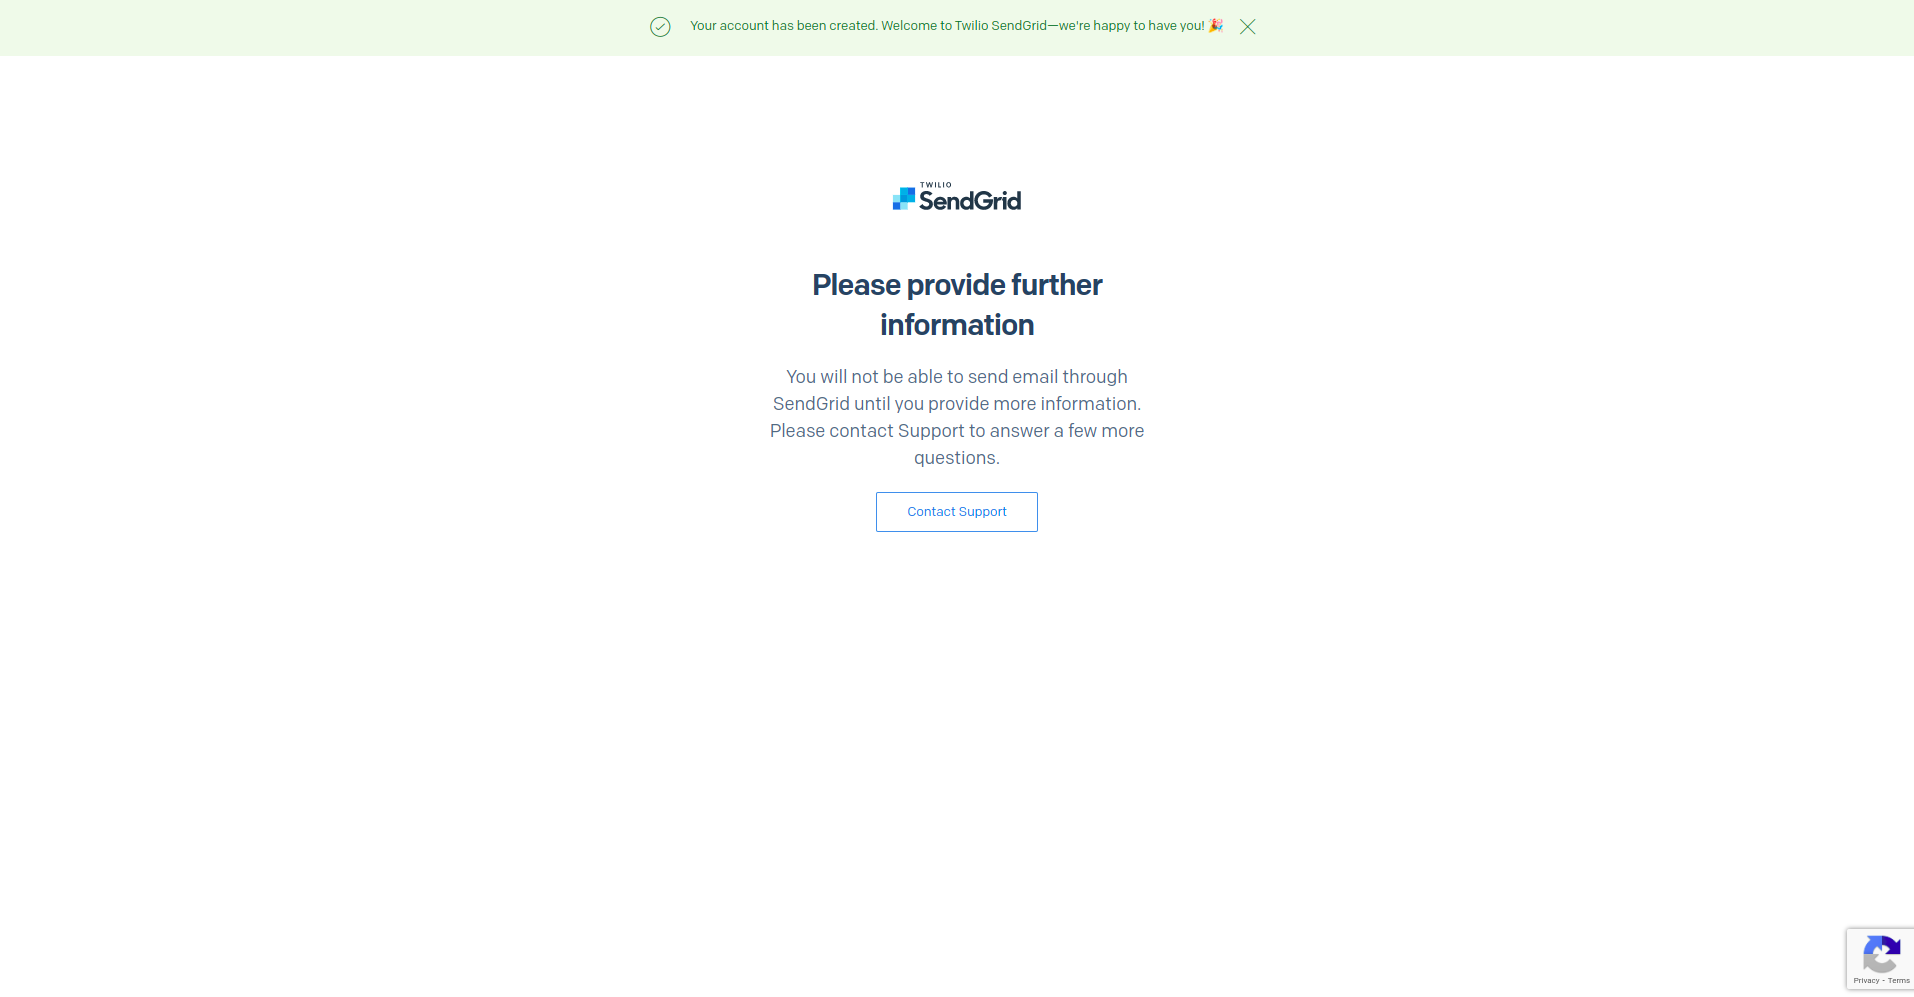 Your account has been created. Welcome to Twilio SendGrid—we're happy to have you! 🎉
TWILIO
SendGrid
Please provide further
information
You will not be able to send email through
SendGrid until you provide more information.
Please contact Support to answer a few more
questions.
Contact Support
Privacy - Terms